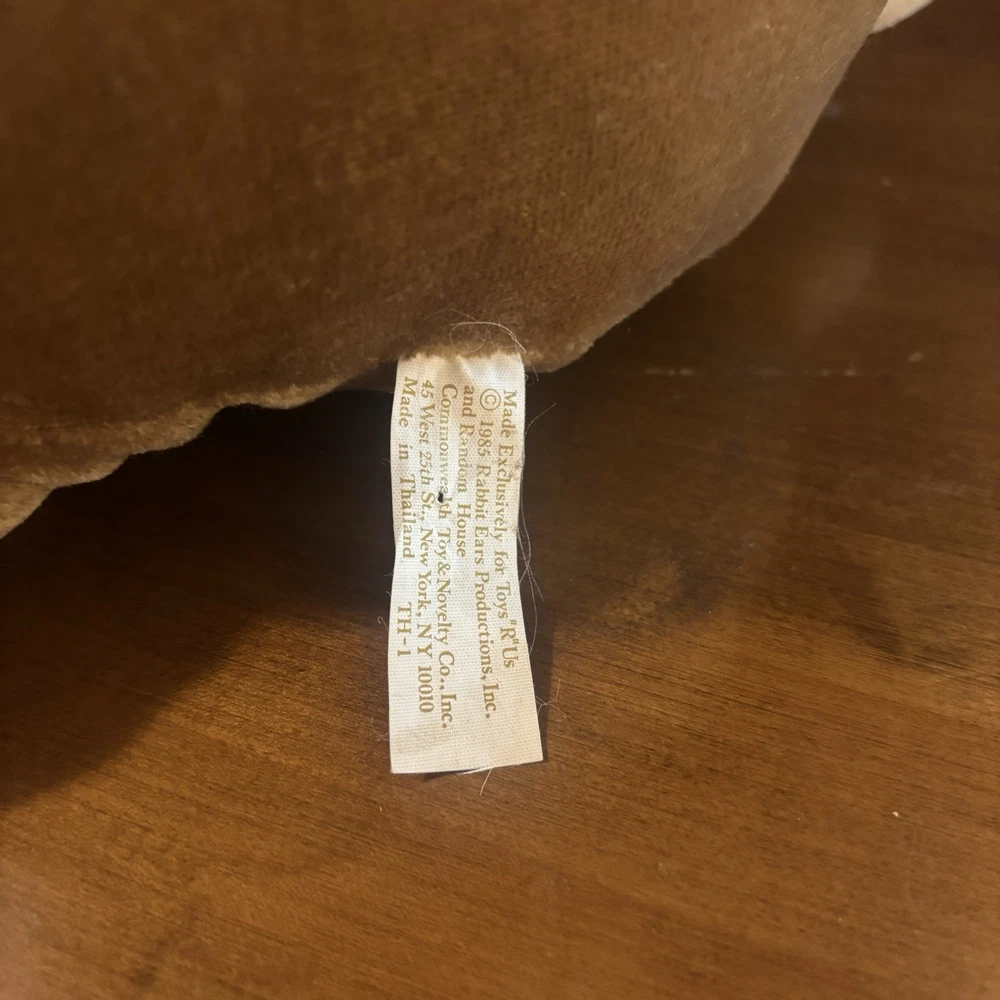 Made Exclusively for Toys"R"Us
© 1985 Rabbit Ears Productions, Inc.
and Random House
Commonwealth Toy & Novelty Co., Inc.
45 West 25th St., New York, N Y 10010
Made in Thailand TH-1